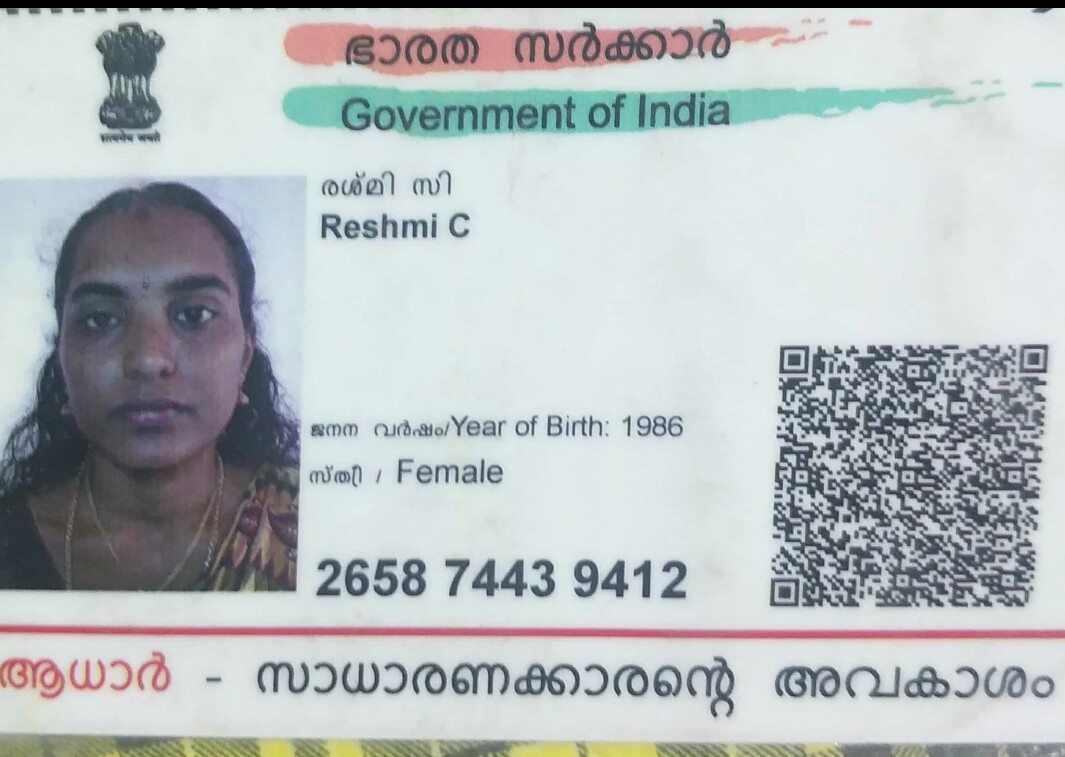 सत्यमेव जयते
ഭാരത സർക്കാർ
Government of India
രശ്മി സി
Reshmi C
ജനന വർഷം/Year of Birth: 1986
സ്ത്രീ / Female
2658 7443 9412
ആധാർ - സാധാരണക്കാരന്റെ അവകാശം